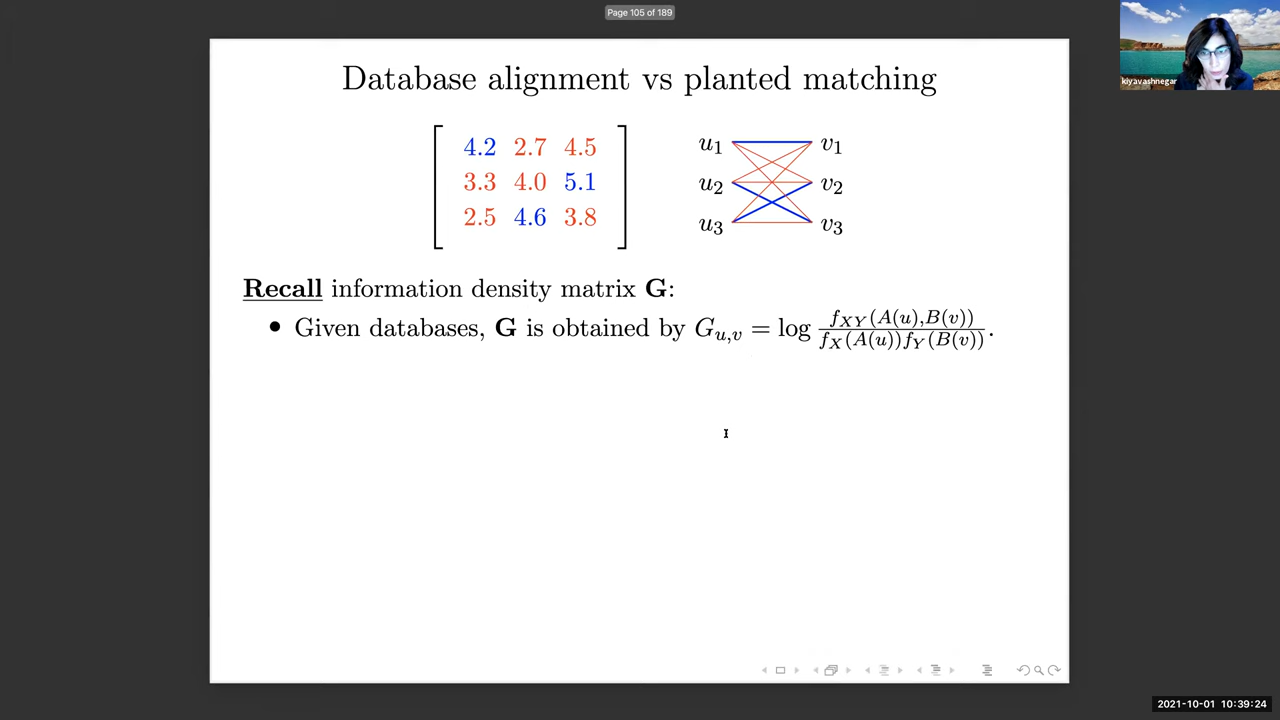 Page 105 of 189
kiyavashnegar
Database alignment vs planted matching
4.2 2.7 4.5
3.3 4.0 5.1
2.5 4.6 3.8
u₁ v₁
u₂ v₂
u₃ v₃
Recall information density matrix G:
• Given databases, G is obtained by G_{u,v} = log f_{XY}(A(u),B(v)) / f_X(A(u))f_Y(B(v)).
2021-10-01 10:39:24